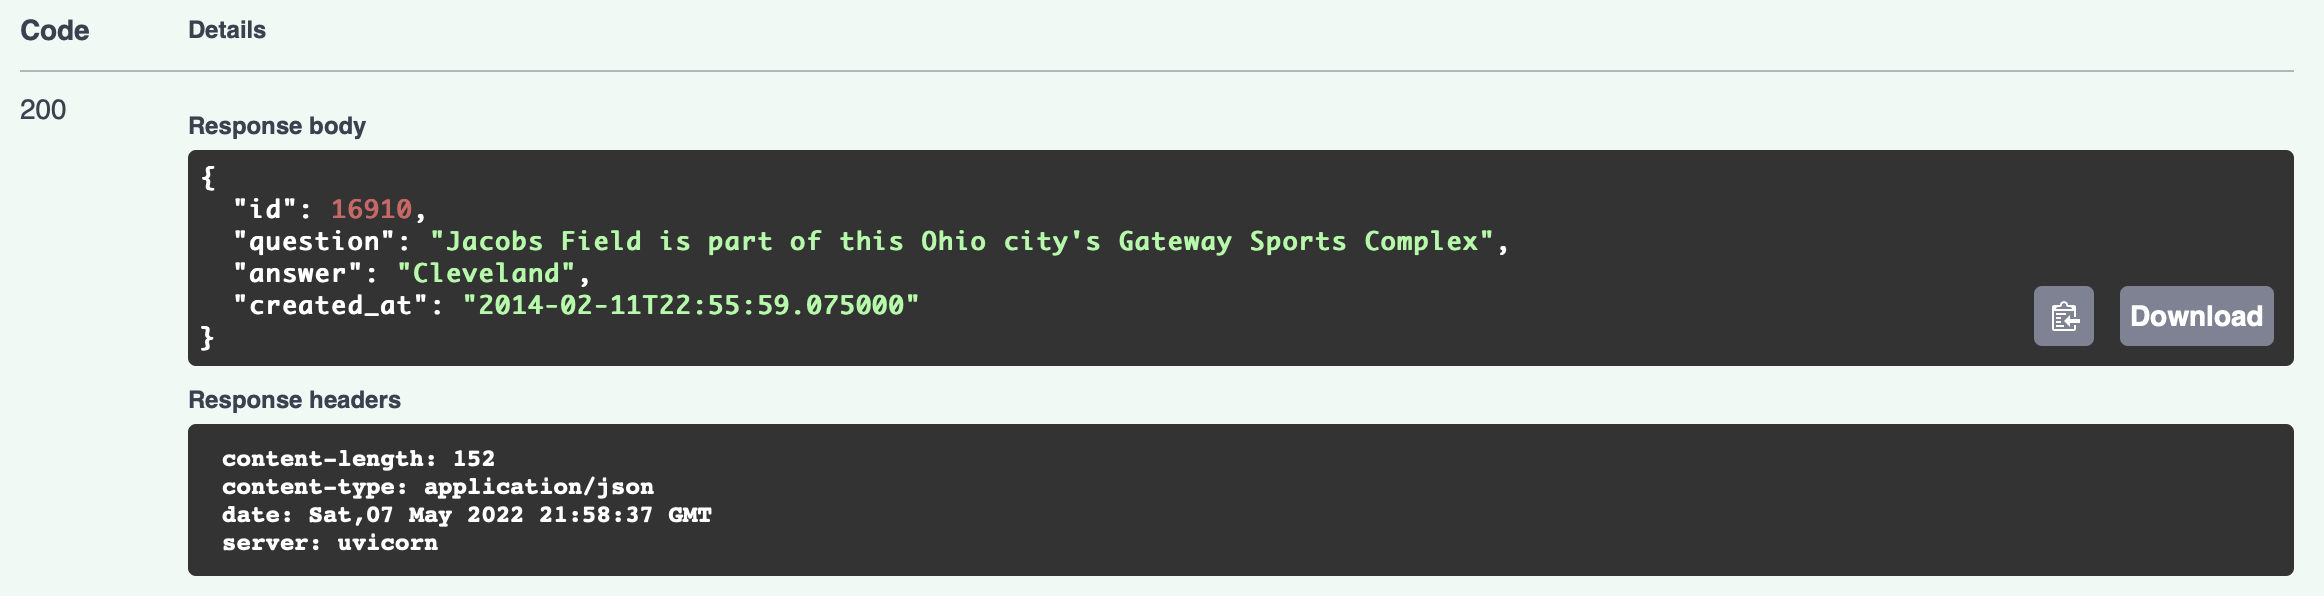 Code Details
200
Response body
{
  "id": 16910,
  "question": "Jacobs Field is part of this Ohio city's Gateway Sports Complex",
  "answer": "Cleveland",
  "created_at": "2014-02-11T22:55:59.075000"
}
Download
Response headers
content-length: 152
content-type: application/json
date: Sat,07 May 2022 21:58:37 GMT
server: uvicorn